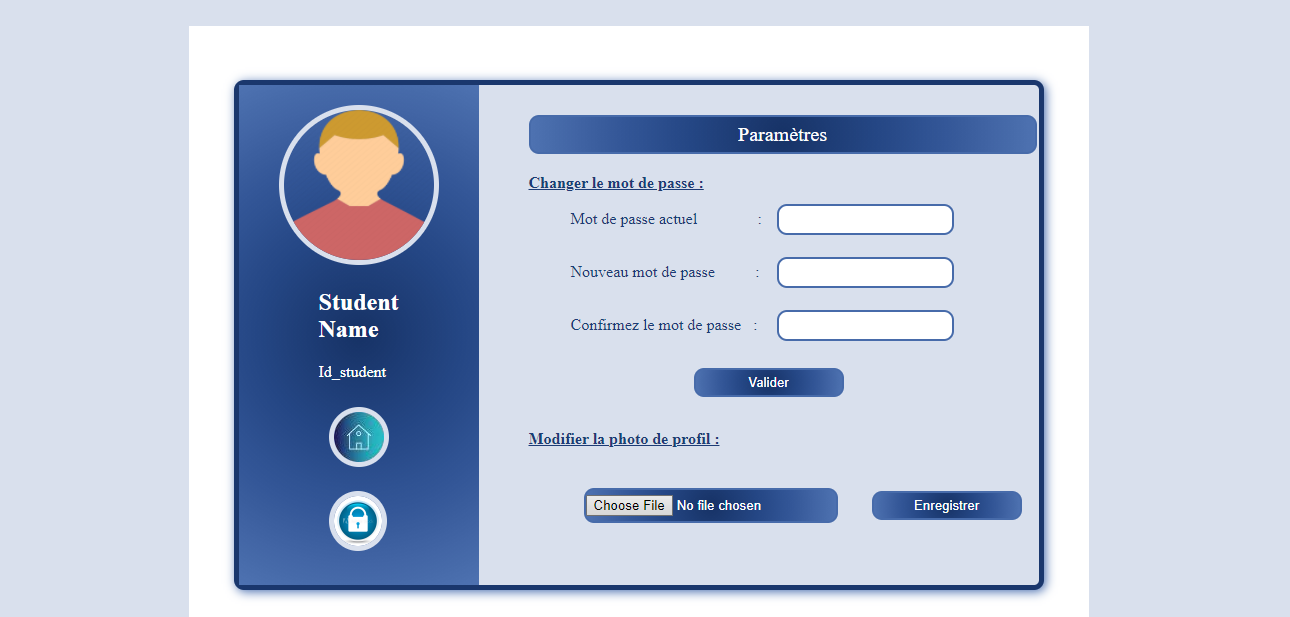 Student
Name
Id_student
Paramètres
Changer le mot de passe :
Mot de passe actuel :
Nouveau mot de passe :
Confirmez le mot de passe :
Valider
Modifier la photo de profil :
Choose File No file chosen Enregistrer